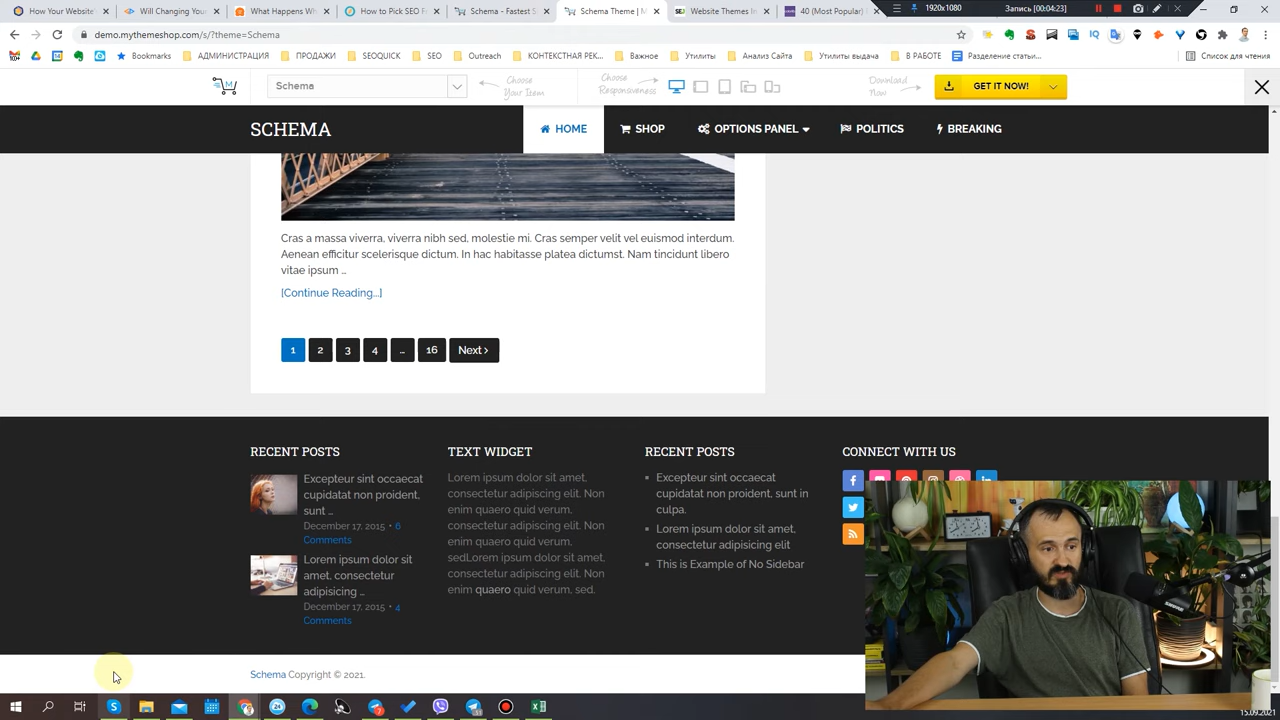 How Your Website'
Will Changing You
What Happens Wh
How to Pick SEO F
Schema - Fastest S
Schema Theme | M
Website Themes In
40 (Most Popular)
1920x1080
Запись [00:04:23]
demo.mythemeshop.com/s/?theme=Schema
Bookmarks
АДМИНИСТРАЦИЯ
ПРОДАЖИ
SEOQUICK
SEO
Outreach
КОНТЕКСТНАЯ РЕК...
Важное
Утилиты
Анализ Сайта
Утилиты выдача
В РАБОТЕ
Разделение статьи...
Список для чтения
Schema
Choose
Your Item
Choose
Responsiveness
Download
Now
GET IT NOW!
SCHEMA
HOME
SHOP
OPTIONS PANEL
POLITICS
BREAKING
Cras a massa viverra, viverra nibh sed, molestie mi. Cras semper velit vel euismod interdum.
Aenean efficitur scelerisque dictum. In hac habitasse platea dictumst. Nam tincidunt libero
vitae ipsum …
[Continue Reading...]
1 2 3 4 … 16 Next ›
RECENT POSTS
Excepteur sint occaecat
cupidatat non proident,
sunt …
December 17, 2015 • 6
Comments
Lorem ipsum dolor sit
amet, consectetur
adipisicing …
December 17, 2015 • 4
Comments
TEXT WIDGET
Lorem ipsum dolor sit amet,
consectetur adipiscing elit. Non
enim quaero quid verum,
consectetur adipiscing elit. Non
enim quaero quid verum,
sedLorem ipsum dolor sit amet,
consectetur adipiscing elit. Non
enim quaero quid verum, sed.
RECENT POSTS
Excepteur sint occaecat
cupidatat non proident, sunt in
culpa.
Lorem ipsum dolor sit amet,
consectetur adipisicing elit
This is Example of No Sidebar
CONNECT WITH US
Schema Copyright © 2021.
15.09.2021